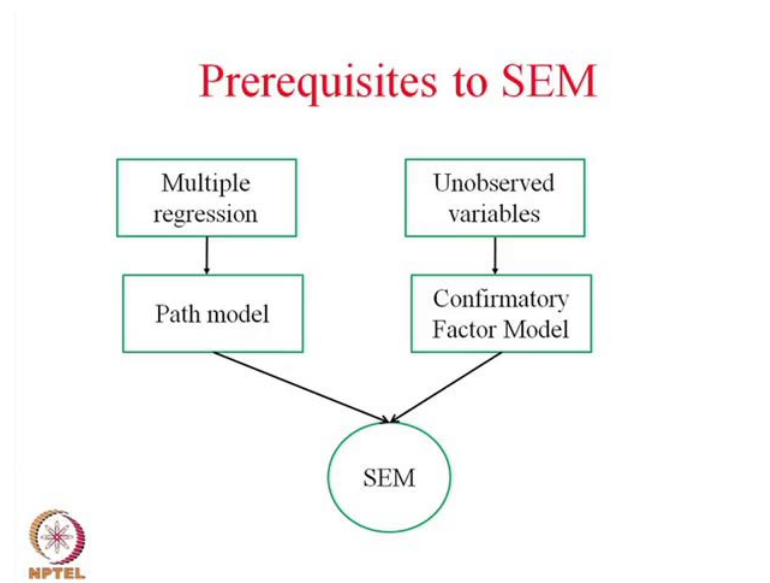 Prerequisites to SEM
Multiple
regression
Unobserved
variables
Path model
Confirmatory
Factor Model
SEM
NPTEL